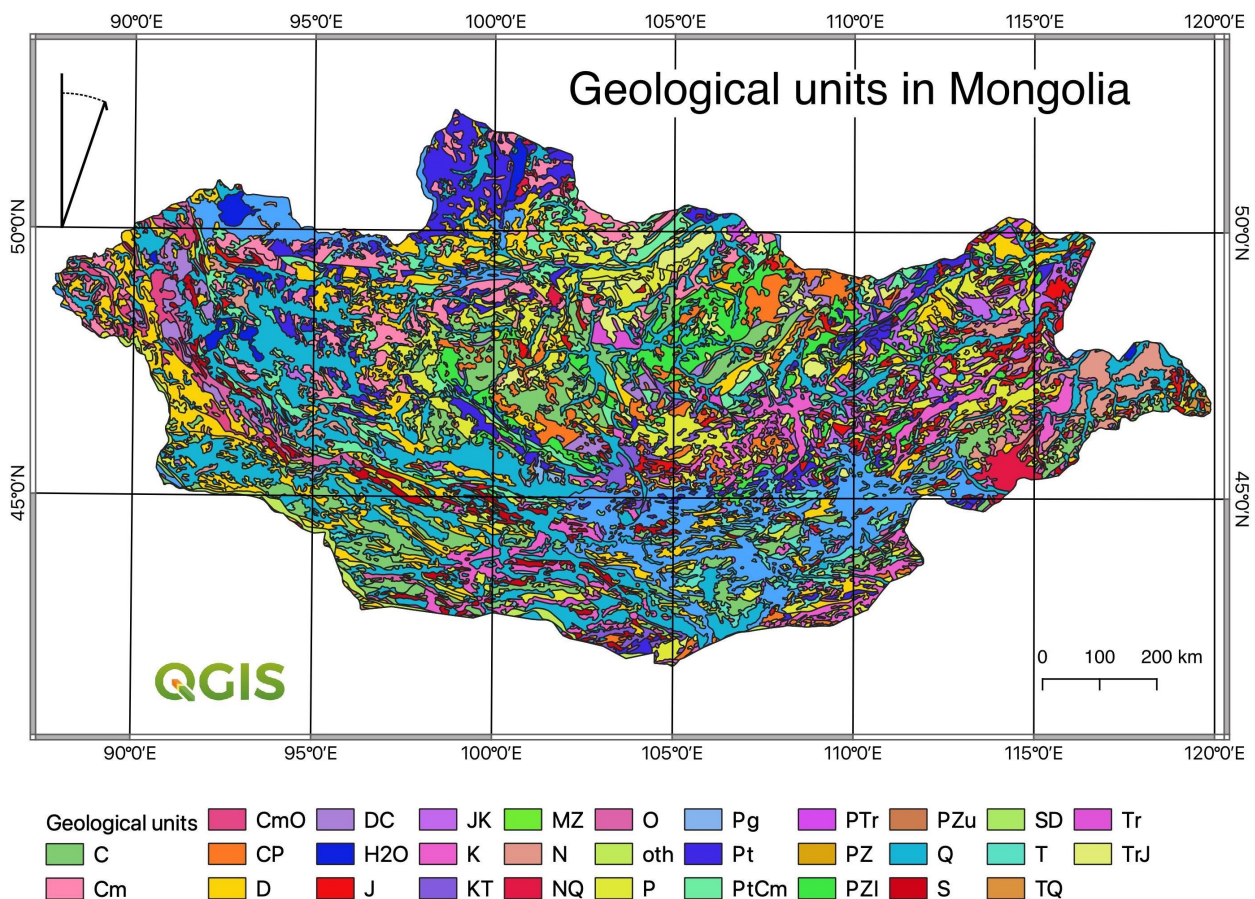 90°0'E 95°0'E 100°0'E 105°0'E 110°0'E 115°0'E 120°0'E
Geological units in Mongolia
50°0'N 50°0'N
45°0'N 45°0'N
0 100 200 km
QGIS
90°0'E 95°0'E 100°0'E 105°0'E 110°0'E 115°0'E 120°0'E
Geological units CmO DC JK MZ O Pg PTr PZu SD Tr
C CP H2O K N oth Pt PZ Q T TrJ
Cm D J KT NQ P PtCm PZl S TQ